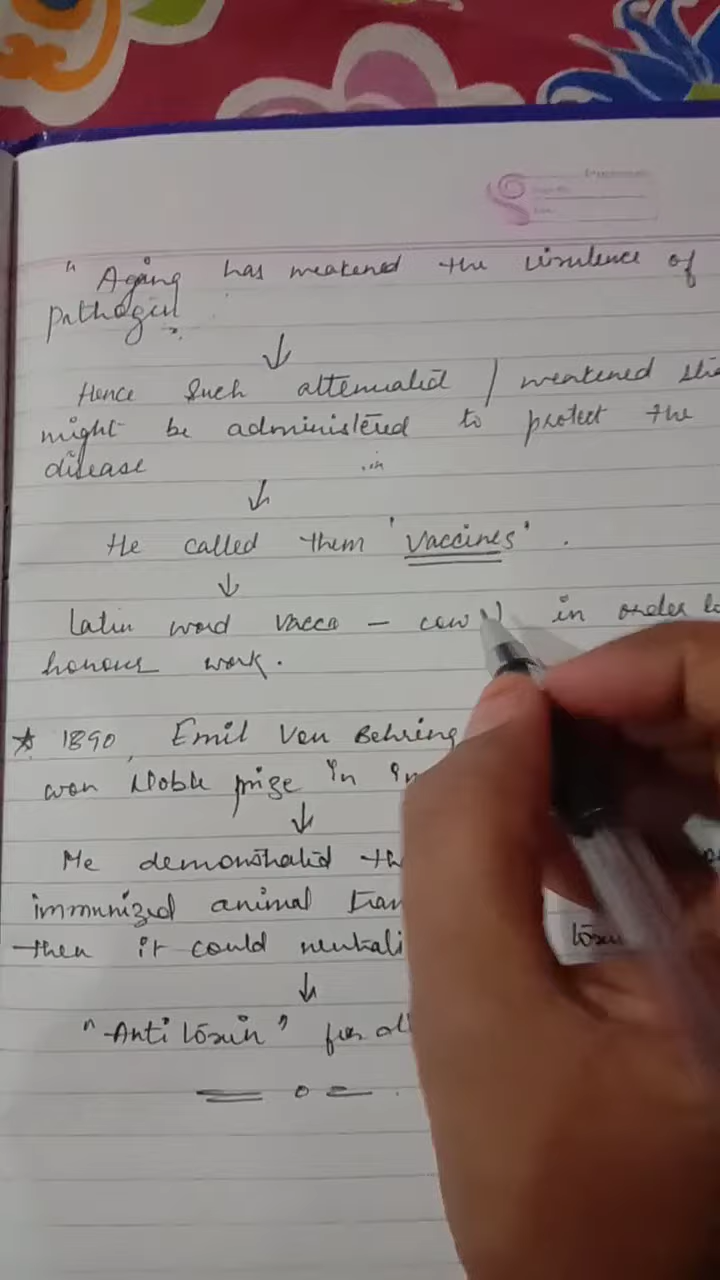 " Aging has weakened the virulence of
pathogen
Hence such attenuated / weakened
might be administered to protect the
disease
He called them ' Vaccines' .
Latin word Vacca – cow in order to
honour work.
1890, Emil Von Behring
won Noble prize in
He demonstrated
immunized animal
then it could
"Anti toxin" for